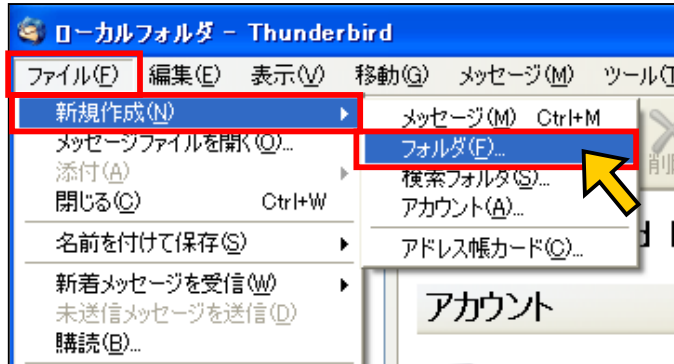 ローカルフォルダ - Thunderbird
ファイル(F) 編集(E) 表示(V) 移動(G) メッセージ(M) ツール(T
新規作成(N)
メッセージファイルを開く(O)...
添付(A)
閉じる(C) Ctrl+W
名前を付けて保存(S)
新着メッセージを受信(W)
未送信メッセージを送信(D)
購読(B)...
メッセージ(M) Ctrl+M
フォルダ(F)...
検索フォルダ(S)...
アカウント(A)...
アドレス帳カード(C)...
アカウント